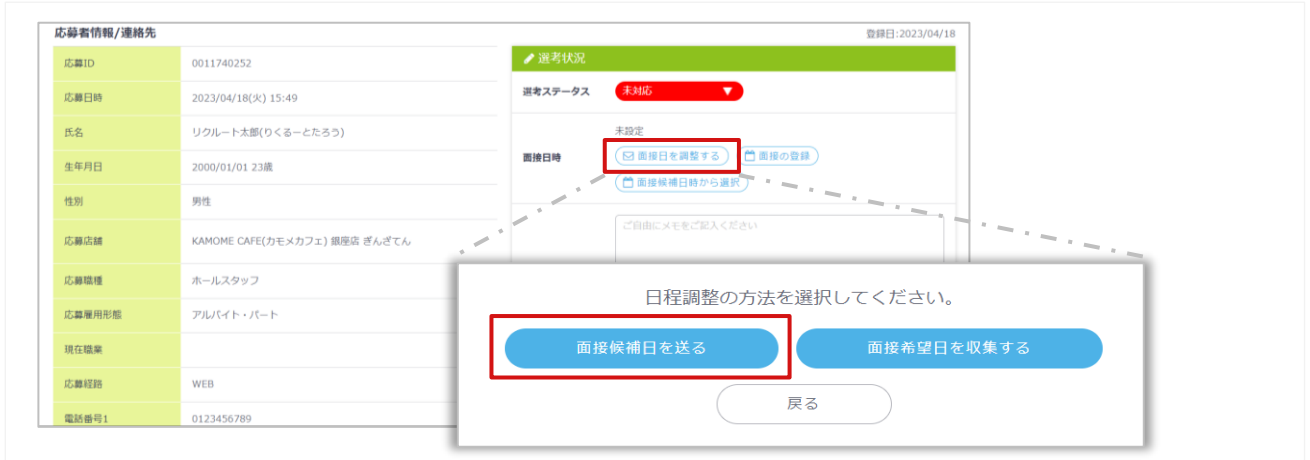 応募者情報/連絡先
登録日:2023/04/18
応募ID 0011740252
応募日時 2023/04/18(火) 15:49
氏名 リクルート太郎(りくるーとたろう)
生年月日 2000/01/01 23歳
性別 男性
応募店舗 KAMOME CAFE(カモメカフェ) 銀座店 ぎんざてん
応募職種 ホールスタッフ
応募雇用形態 アルバイト・パート
現在職業
応募経路 WEB
電話番号1 0123456789
選考状況
選考ステータス 未対応 ▼
面接日時 未設定
面接日を調整する 面接の登録
面接候補日時から選択
ご自由にメモをご記入ください
日程調整の方法を選択してください。
面接候補日を送る 面接希望日を収集する
戻る